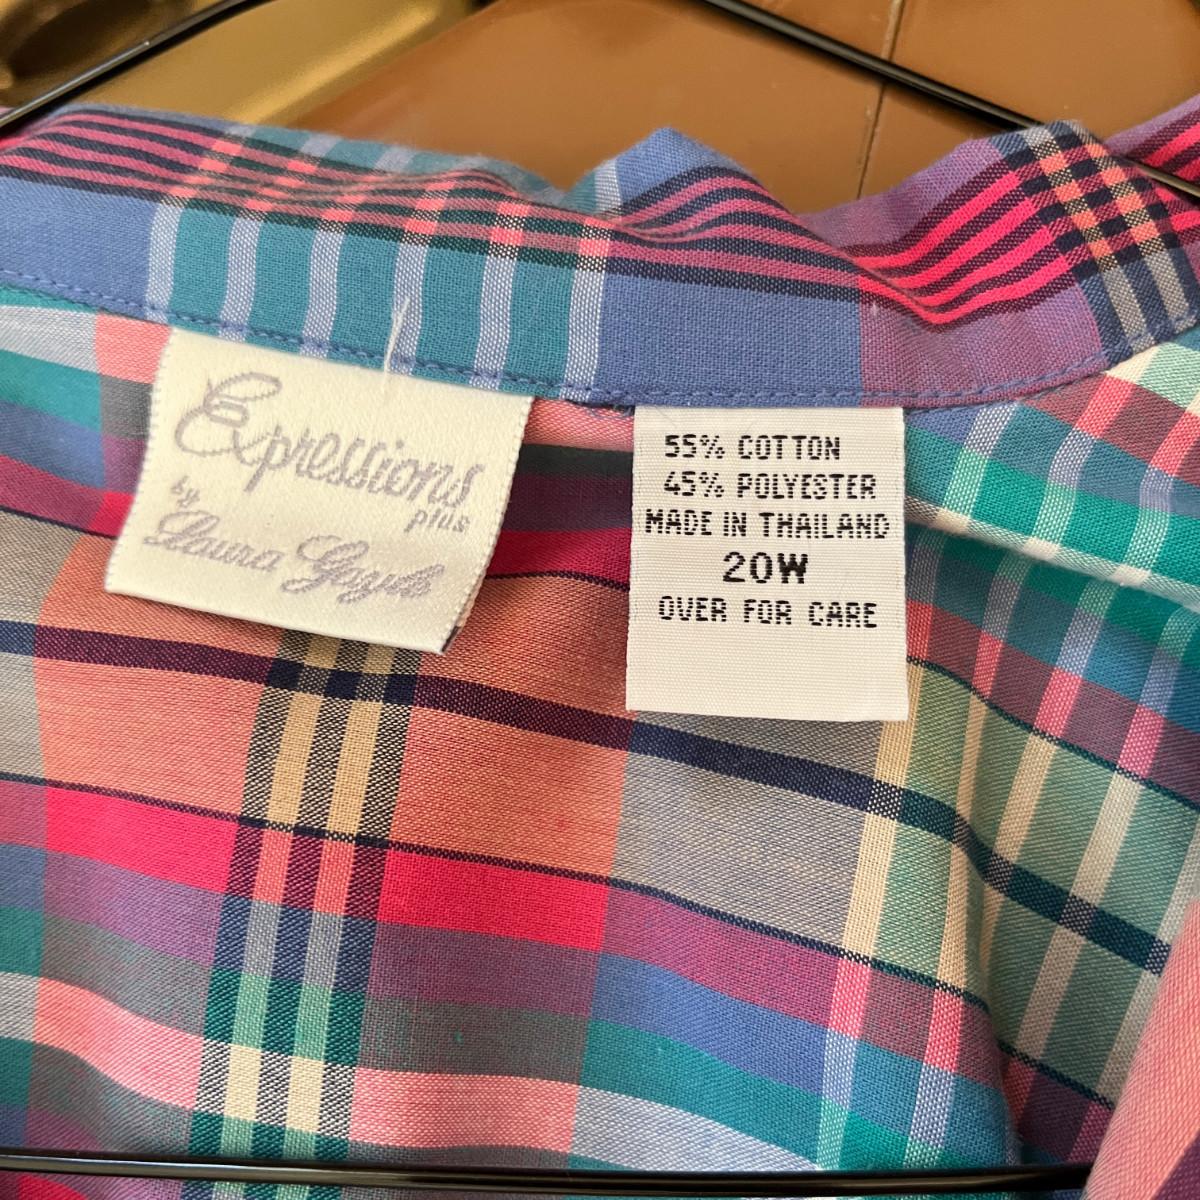 Expressions
plus
by
Laura Gayle
55% COTTON
45% POLYESTER
MADE IN THAILAND
20W
OVER FOR CARE